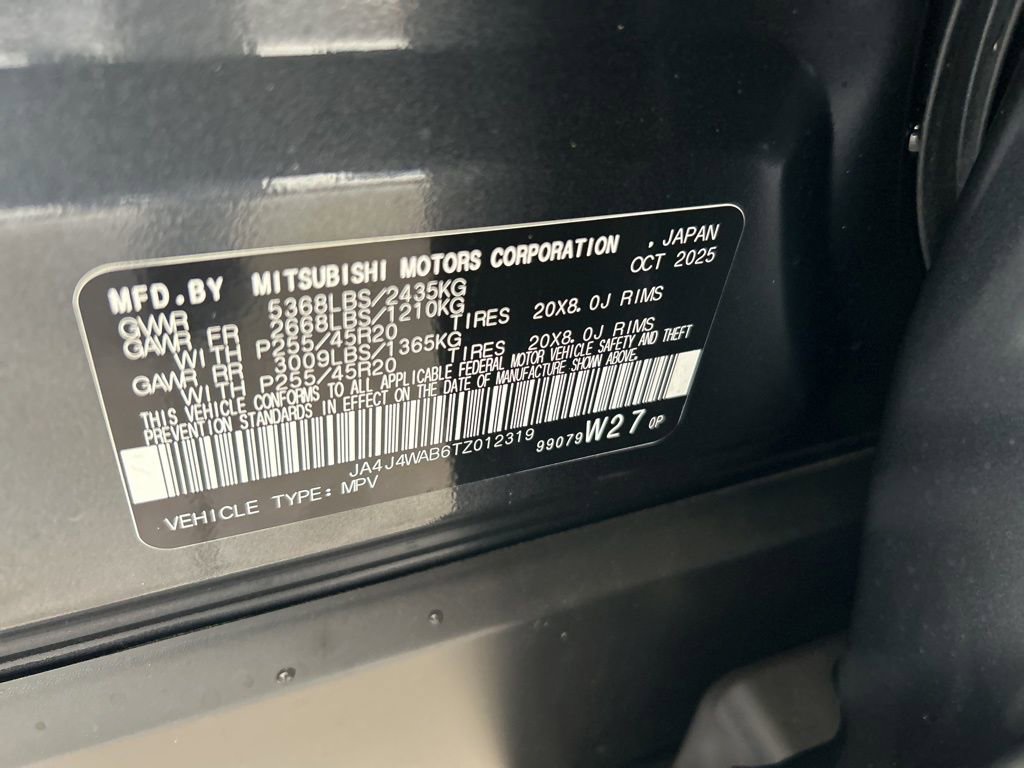 MFD.BY MITSUBISHI MOTORS CORPORATION . JAPAN
OCT 2025
GVWR 5368LBS/2435KG
GAWR FR 2668LBS/1210KG
WITH P255/45R20 TIRES 20X8.0J RIMS
GAWR RR 3009LBS/1365KG
WITH P255/45R20 TIRES 20X8.0J RIMS
THIS VEHICLE CONFORMS TO ALL APPLICABLE FEDERAL MOTOR VEHICLE SAFETY AND THEFT
PREVENTION STANDARDS IN EFFECT ON THE DATE OF MANUFACTURE SHOWN ABOVE.
JA4J4WAB6TZ012319 99079W27 0P
VEHICLE TYPE: MPV